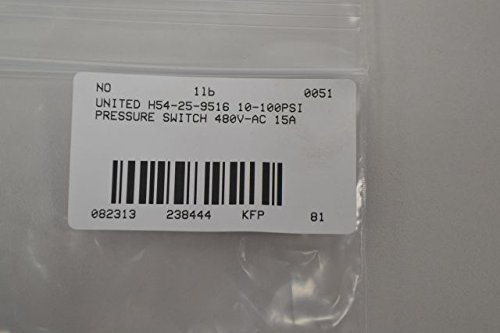 NO 1lb 0051
UNITED H54-25-9516 10-100PSI
PRESSURE SWITCH 480V-AC 15A
082313 238444 KFP 81